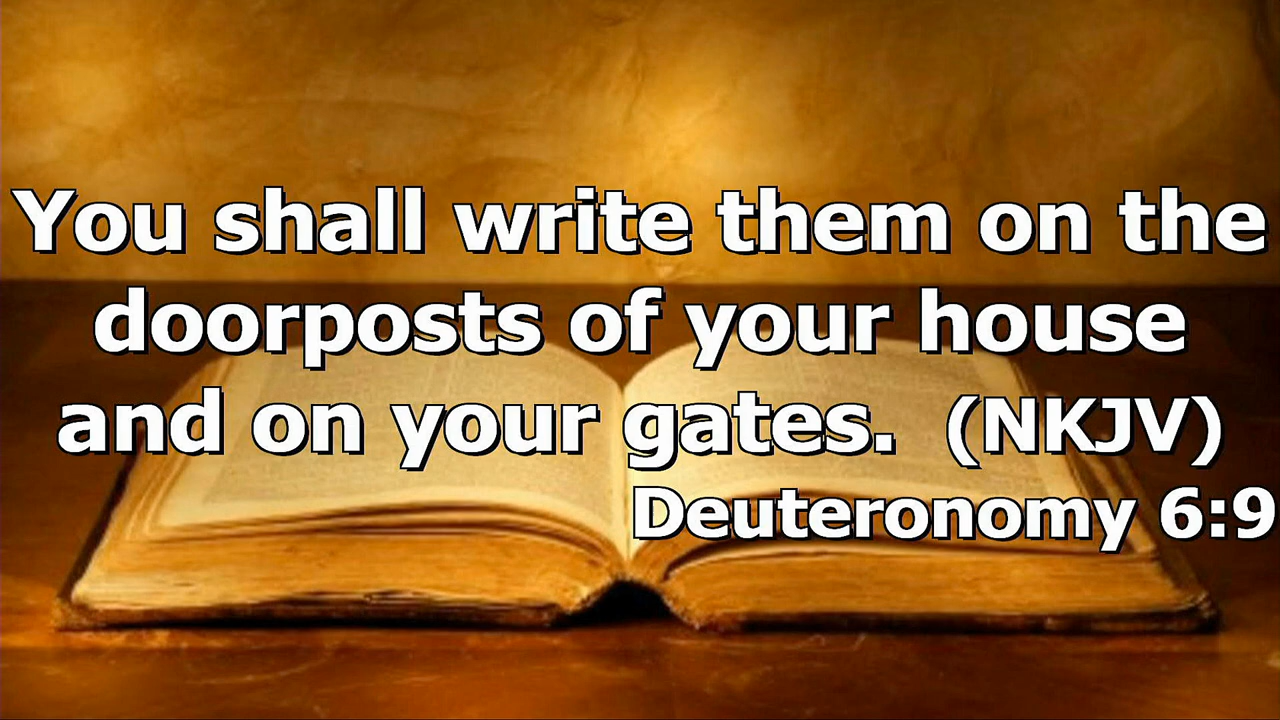 You shall write them on the
doorposts of your house
and on your gates.  (NKJV)
Deuteronomy 6:9